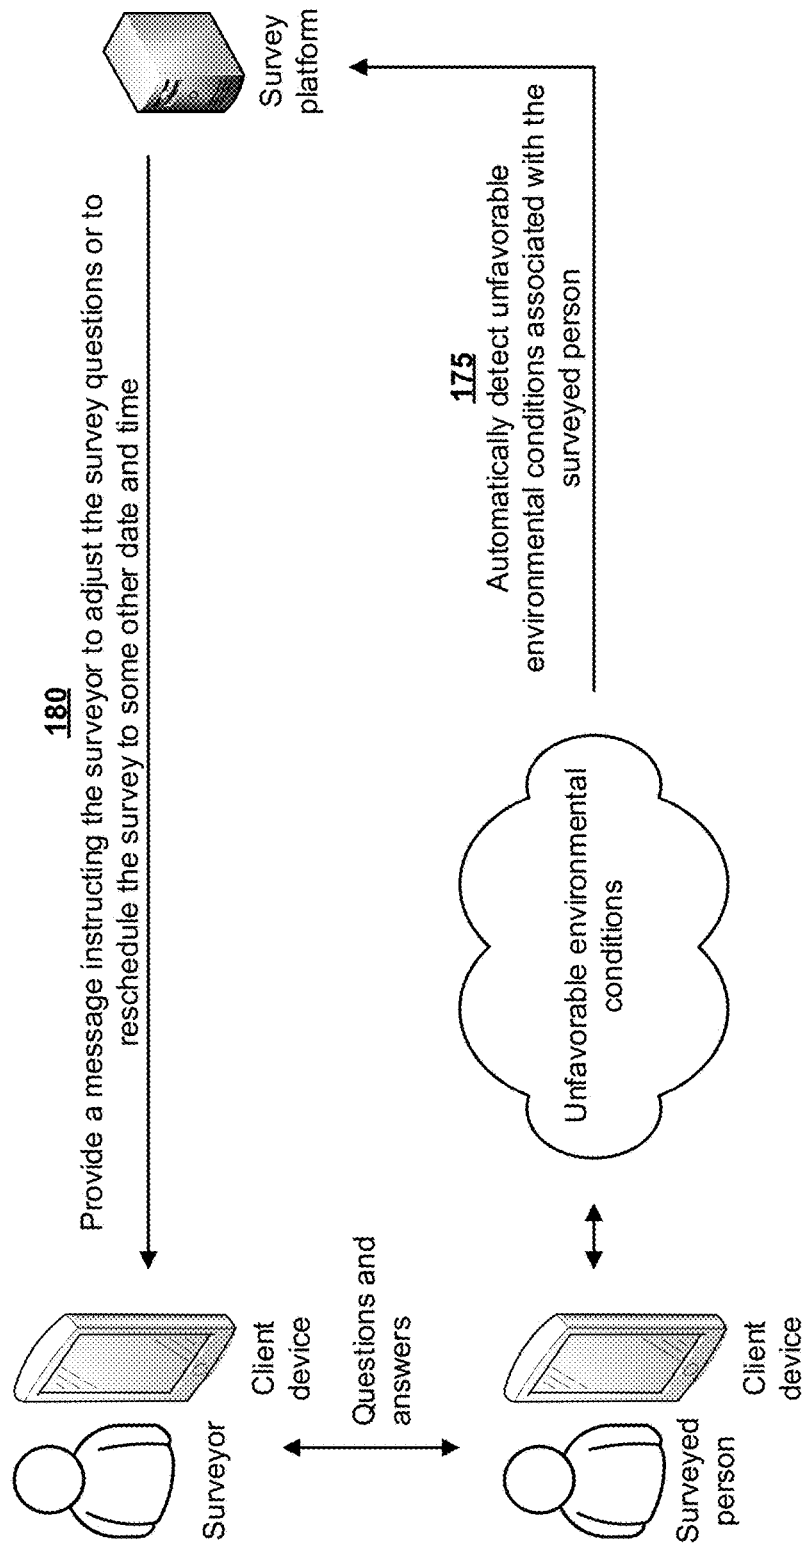 180
Provide a message instructing the surveyor to adjust the survey questions or to
reschedule the survey to some other date and time
Surveyor
Client
device
Survey
platform
Questions and
answers
175
Automatically detect unfavorable
environmental conditions associated with the
surveyed person
Unfavorable environmental
conditions
Surveyed
person
Client
device